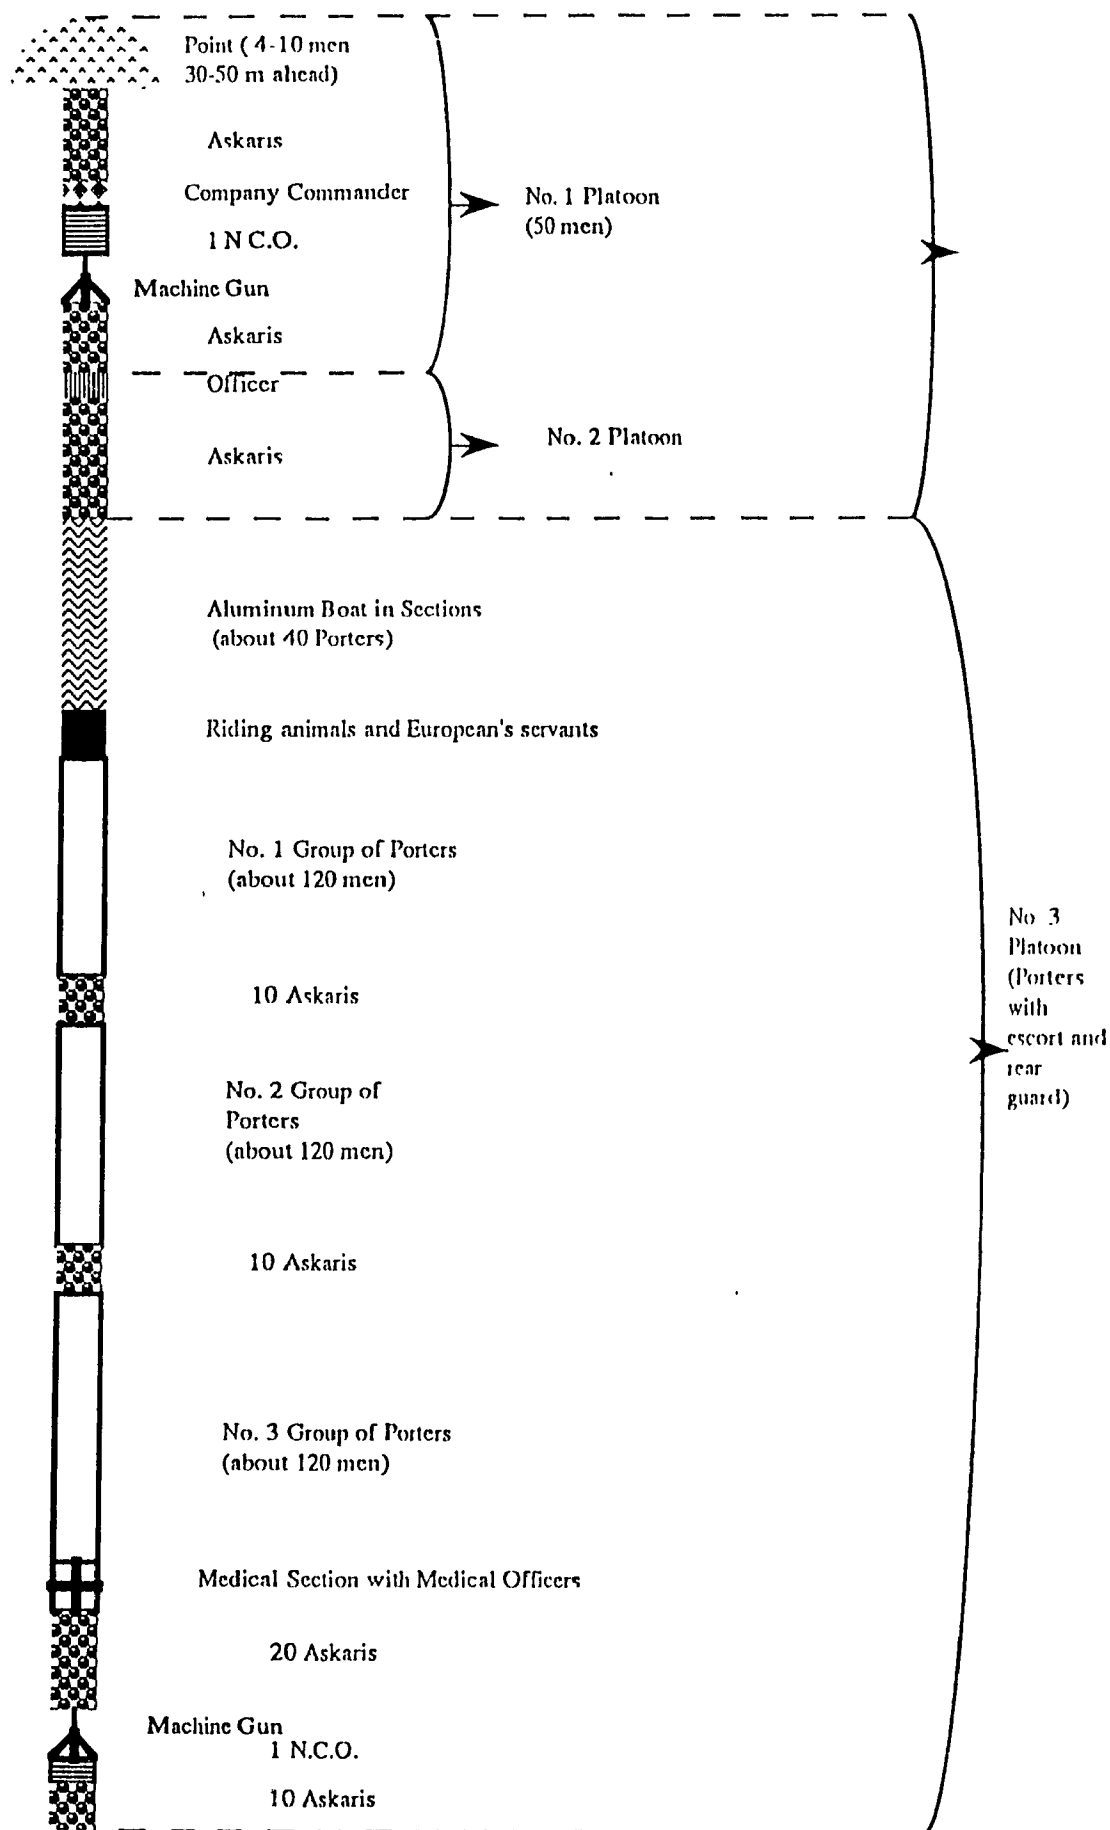 Point ( 4-10 men
30-50 m ahead)
Askaris
Company Commander
1 N C.O.
Machine Gun
Askaris
No. 1 Platoon
(50 men)
Officer
Askaris
No. 2 Platoon
Aluminum Boat in Sections
(about 40 Porters)
Riding animals and European's servants
No. 1 Group of Porters
(about 120 men)
10 Askaris
No. 2 Group of
Porters
(about 120 men)
10 Askaris
No. 3 Group of Porters
(about 120 men)
Medical Section with Medical Officers
20 Askaris
Machine Gun
1 N.C.O.
10 Askaris
No 3
Platoon
(Porters
with
escort and
rear
guard)